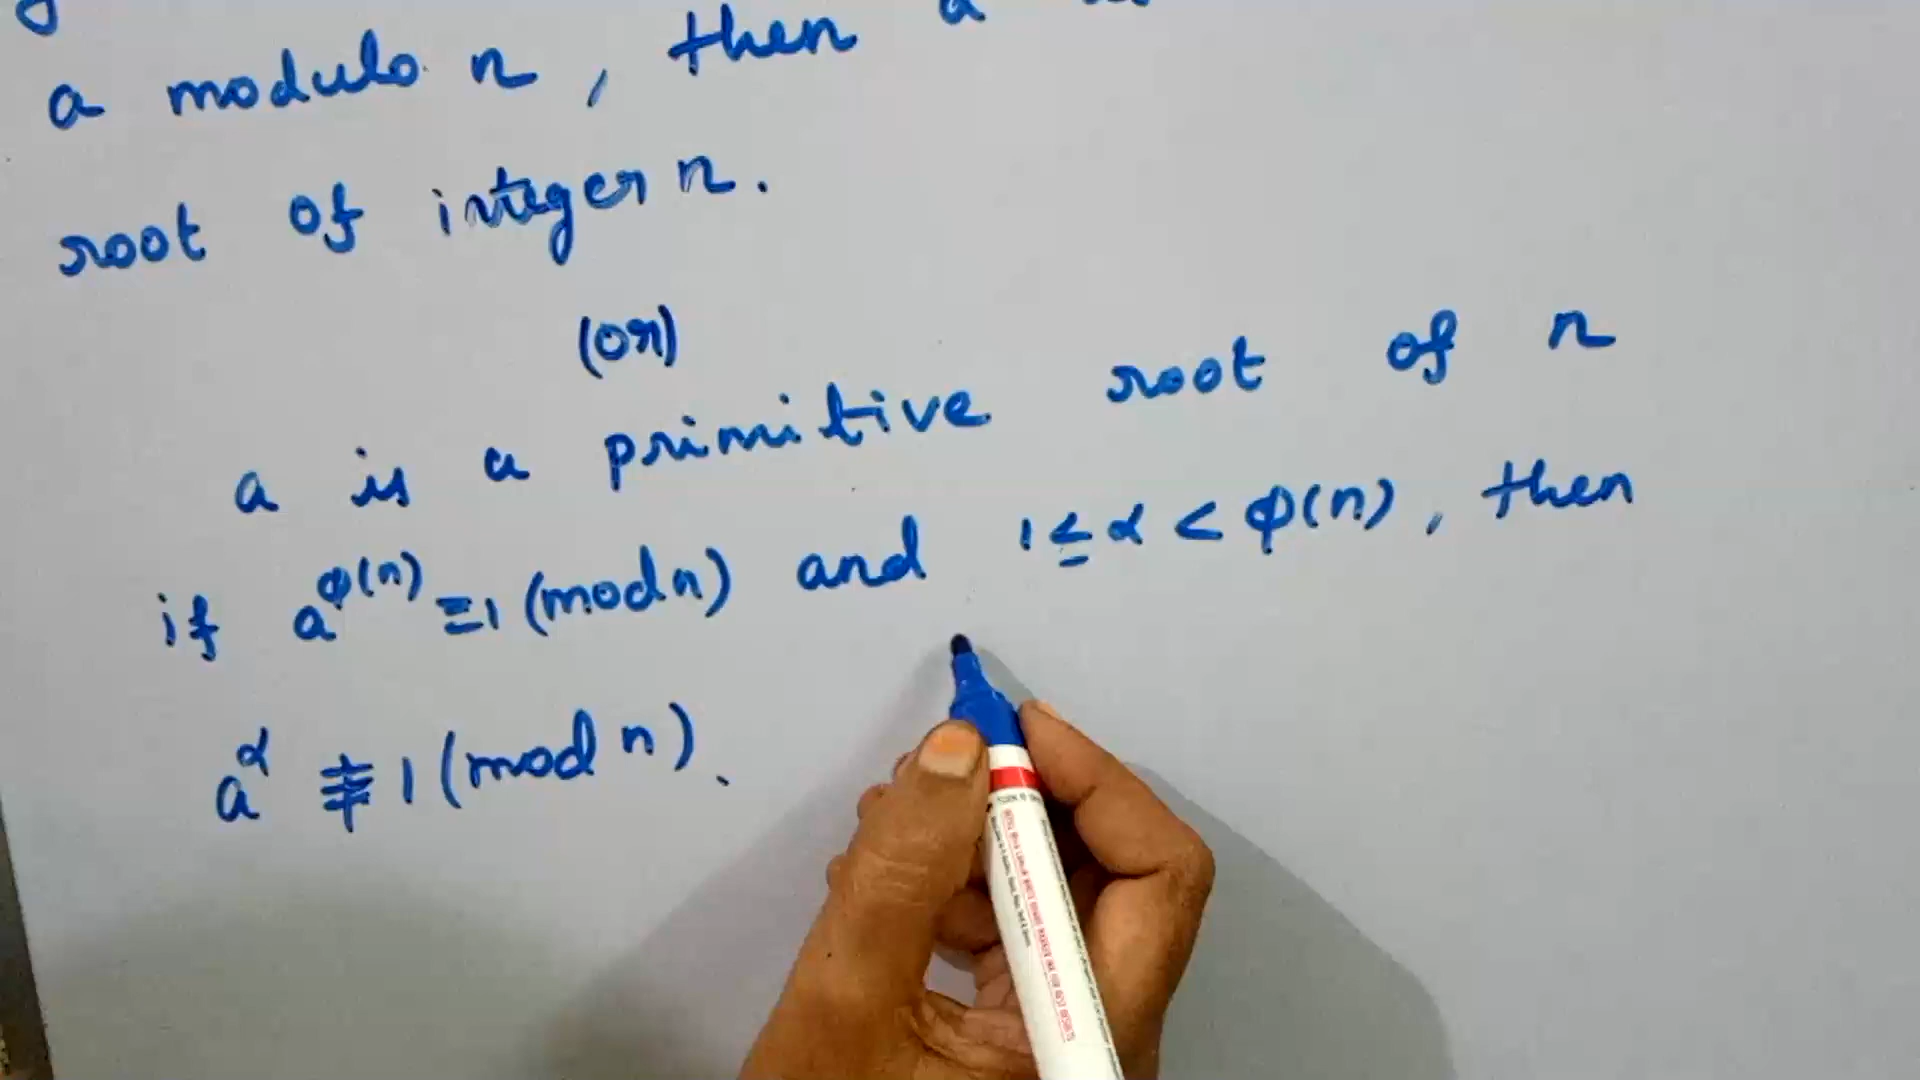 a modulo n, then a
root of integer n.
(or)
a is a primitive root of n
if a^φ(n) ≡ 1 (mod n) and 1 ≤ α < φ(n), then
a^α ≢ 1 (mod n).